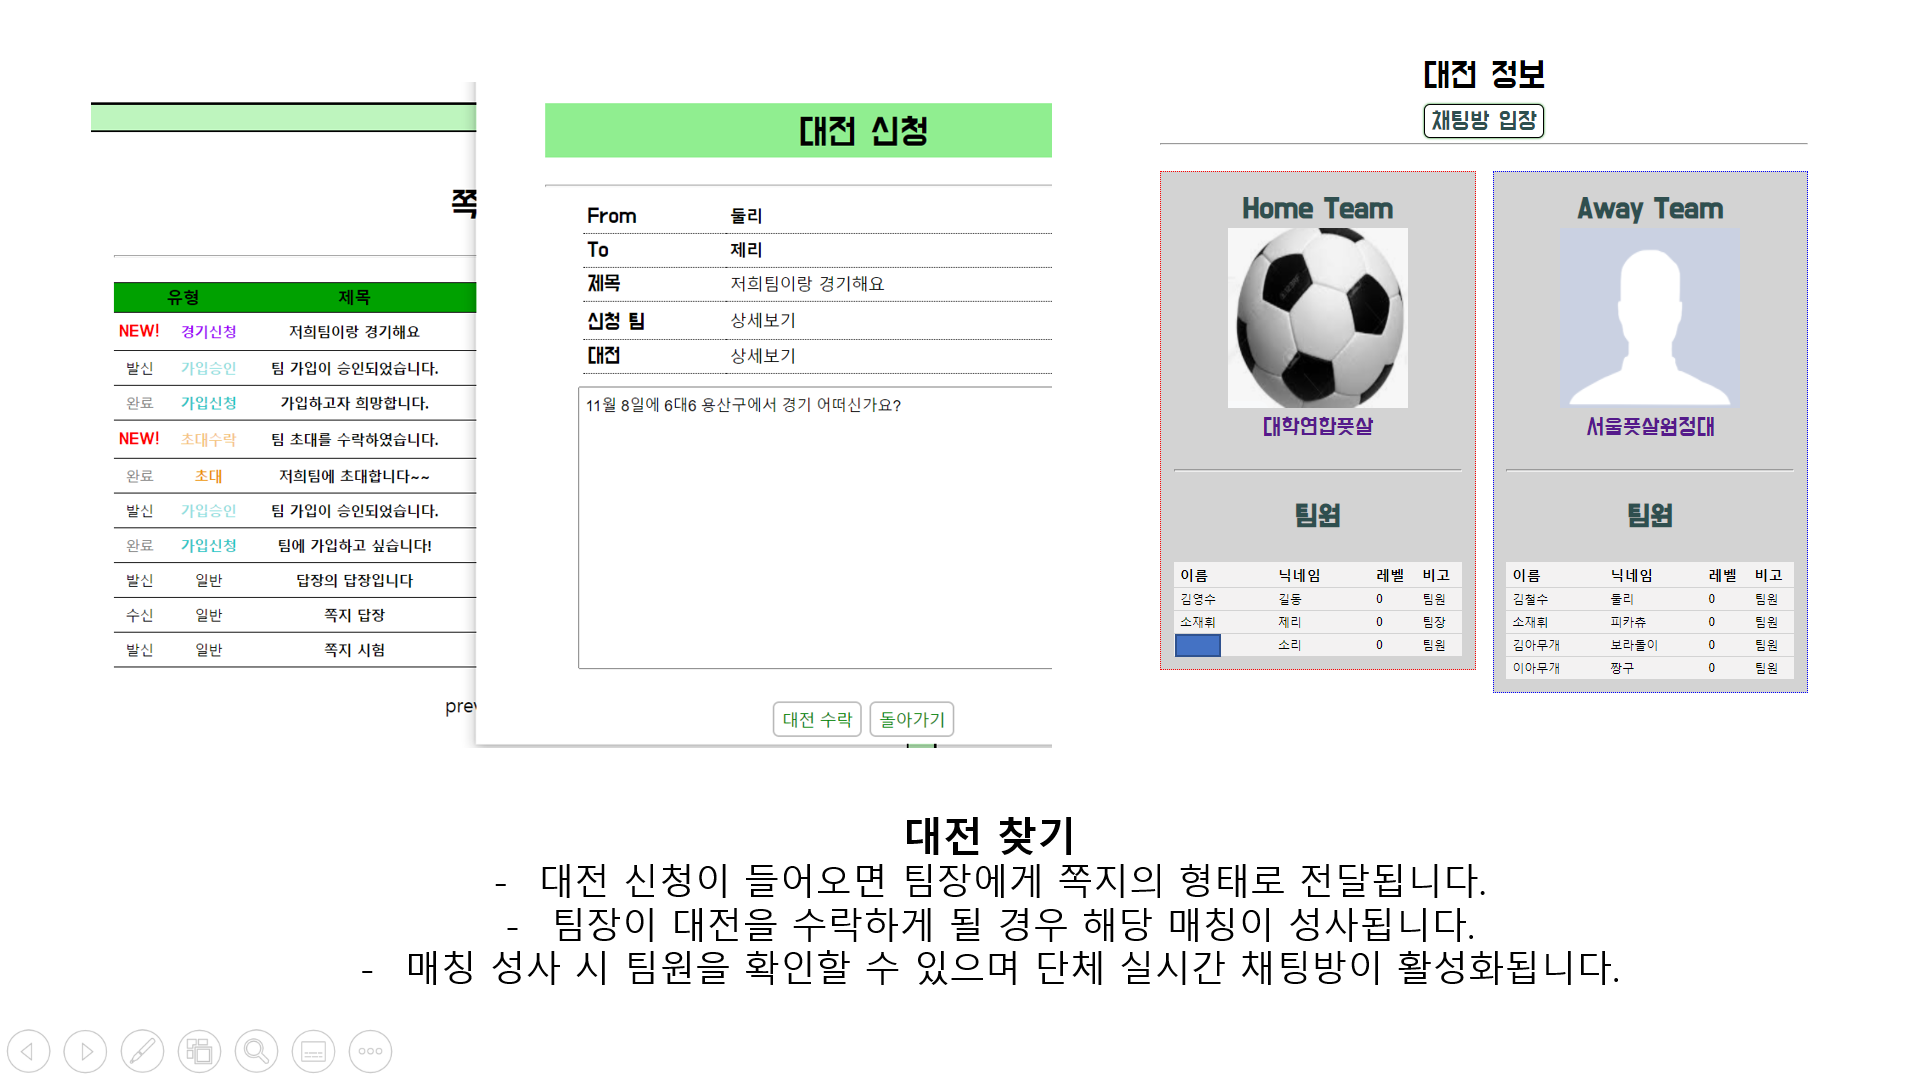 쪽
유형 제목
NEW! 경기신청 저희팀이랑 경기해요
발신 가입승인 팀 가입이 승인되었습니다.
완료 가입신청 가입하고자 희망합니다.
NEW! 초대수락 팀 초대를 수락하였습니다.
완료 초대 저희팀에 초대합니다~~
발신 가입승인 팀 가입이 승인되었습니다.
완료 가입신청 팀에 가입하고 싶습니다!
발신 일반 답장의 답장입니다
수신 일반 쪽지 답장
발신 일반 쪽지 시험
prev
대전 신청
From 둘리
To 제리
제목 저희팀이랑 경기해요
신청 팀 상세보기
대전 상세보기
11월 8일에 6대6 용산구에서 경기 어떠신가요?
대전 수락 돌아가기
대전 정보
채팅방 입장
Home Team
대학연합풋살
팀원
이름 닉네임 레벨 비고
김영수 길동 0 팀원
소재휘 제리 0 팀장
소리 0 팀원
Away Team
서울풋살원정대
팀원
이름 닉네임 레벨 비고
김철수 둘리 0 팀원
소재휘 피카츄 0 팀원
김아무개 보라돌이 0 팀원
이아무개 짱구 0 팀원
대전 찾기
- 대전 신청이 들어오면 팀장에게 쪽지의 형태로 전달됩니다.
- 팀장이 대전을 수락하게 될 경우 해당 매칭이 성사됩니다.
- 매칭 성사 시 팀원을 확인할 수 있으며 단체 실시간 채팅방이 활성화됩니다.